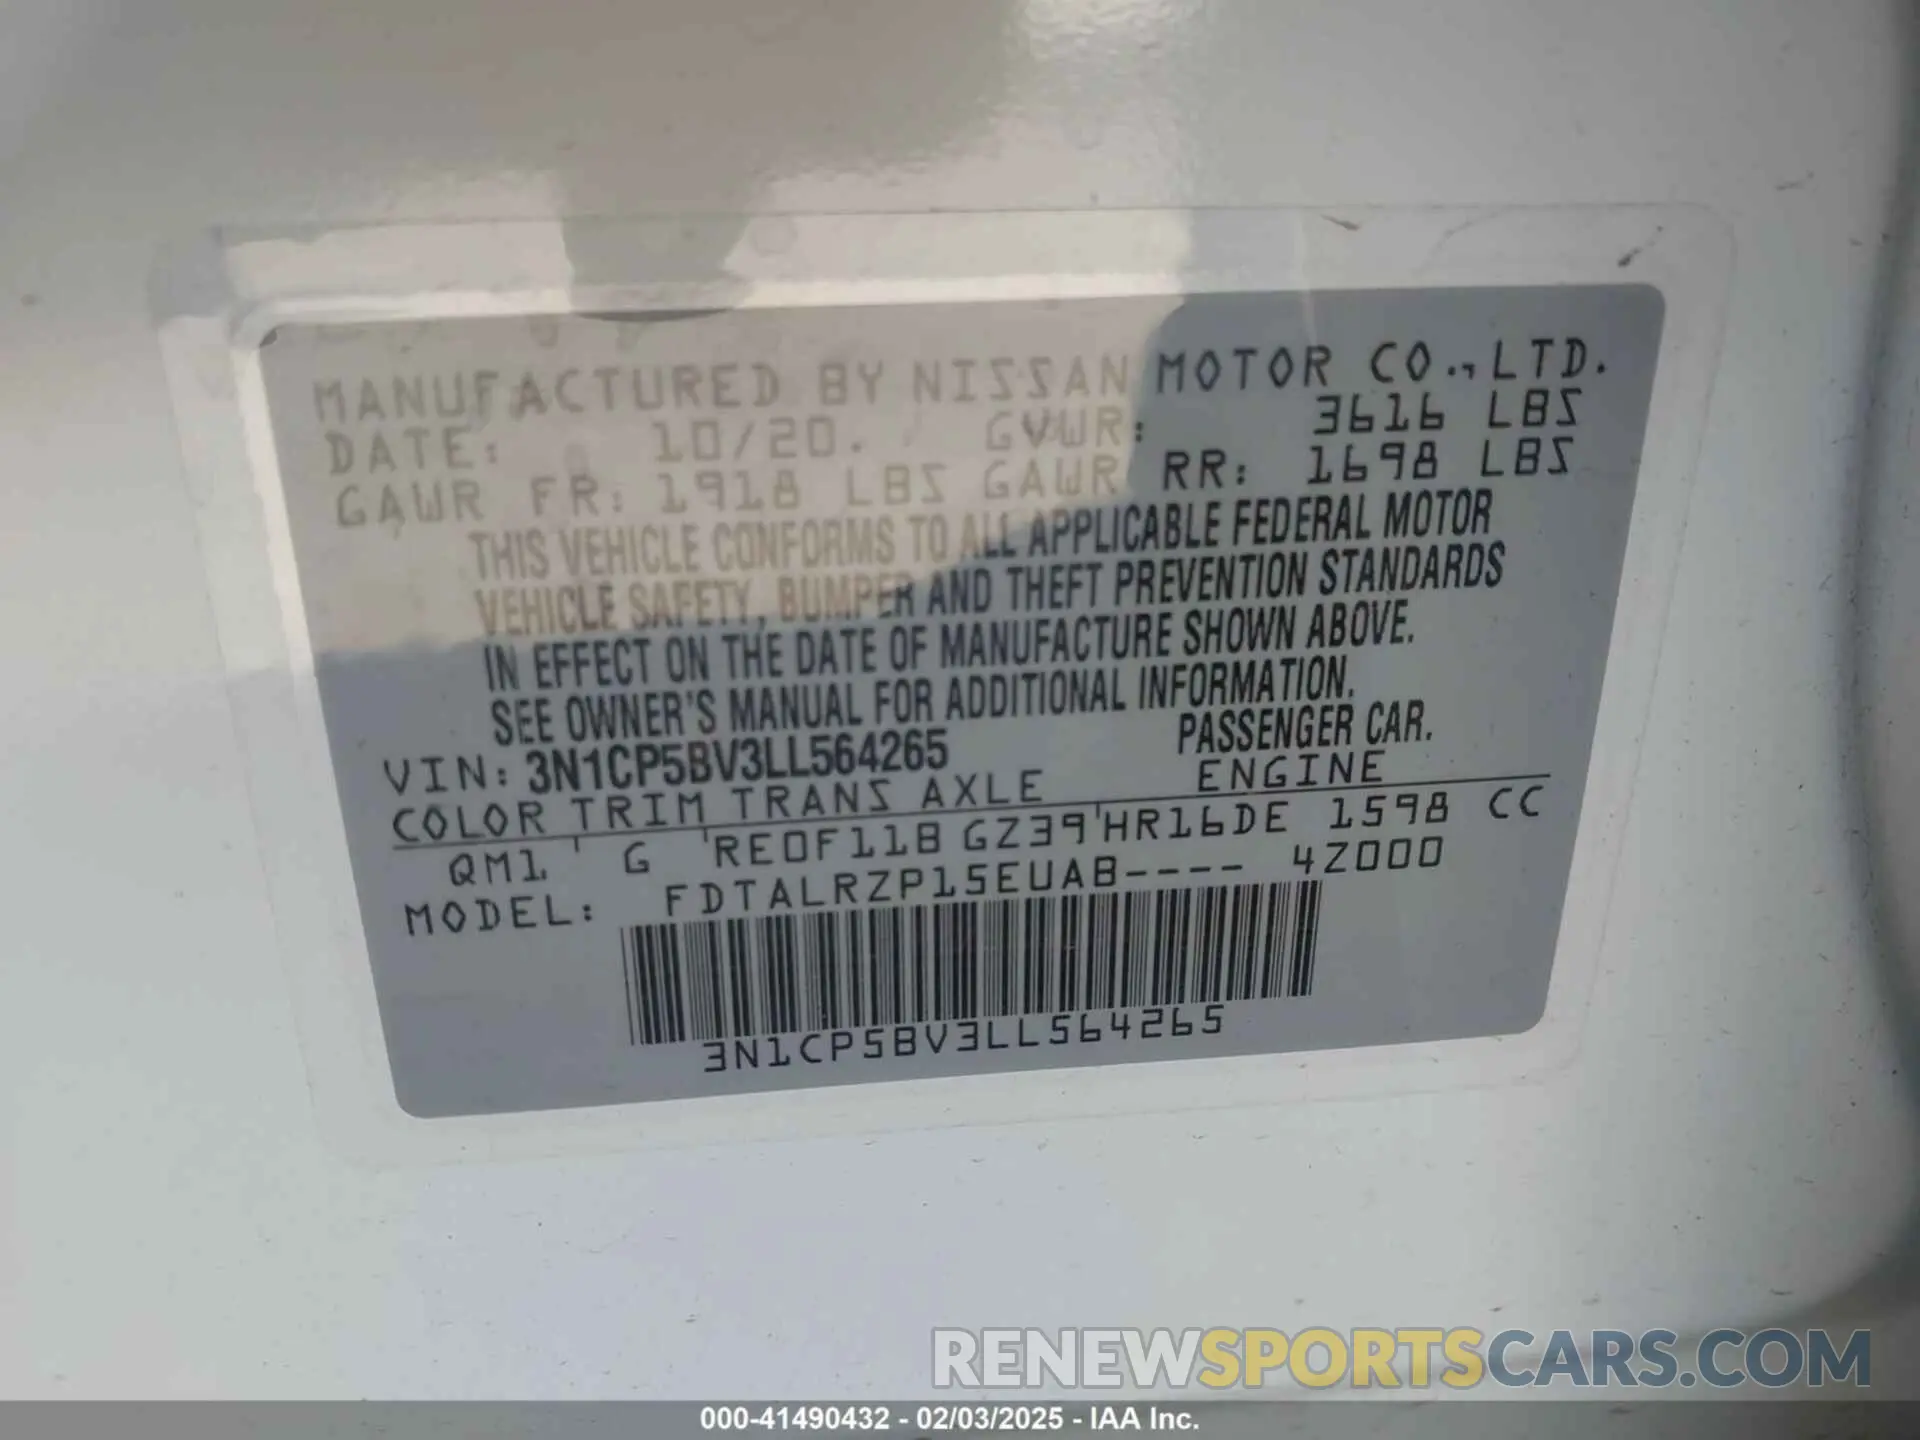 MANUFACTURED BY NISSAN MOTOR CO., LTD.
DATE: 10/20. GVWR: 3616 LBS
GAWR FR: 1918 LBS GAWR RR: 1698 LBS
THIS VEHICLE CONFORMS TO ALL APPLICABLE FEDERAL MOTOR
VEHICLE SAFETY, BUMPER AND THEFT PREVENTION STANDARDS
IN EFFECT ON THE DATE OF MANUFACTURE SHOWN ABOVE.
SEE OWNER'S MANUAL FOR ADDITIONAL INFORMATION.
VIN: 3N1CP5BV3LL564265 PASSENGER CAR.
COLOR TRIM TRANS AXLE ENGINE
QM1 ' G 'RE0F11B GZ39'HR16DE 1598 CC
MODEL: FDTALRZP15EUAB---- 4Z000
3N1CP5BV3LL564265
RENEWSPORTSCARS.COM
000-41490432 - 02/03/2025 - IAA Inc.